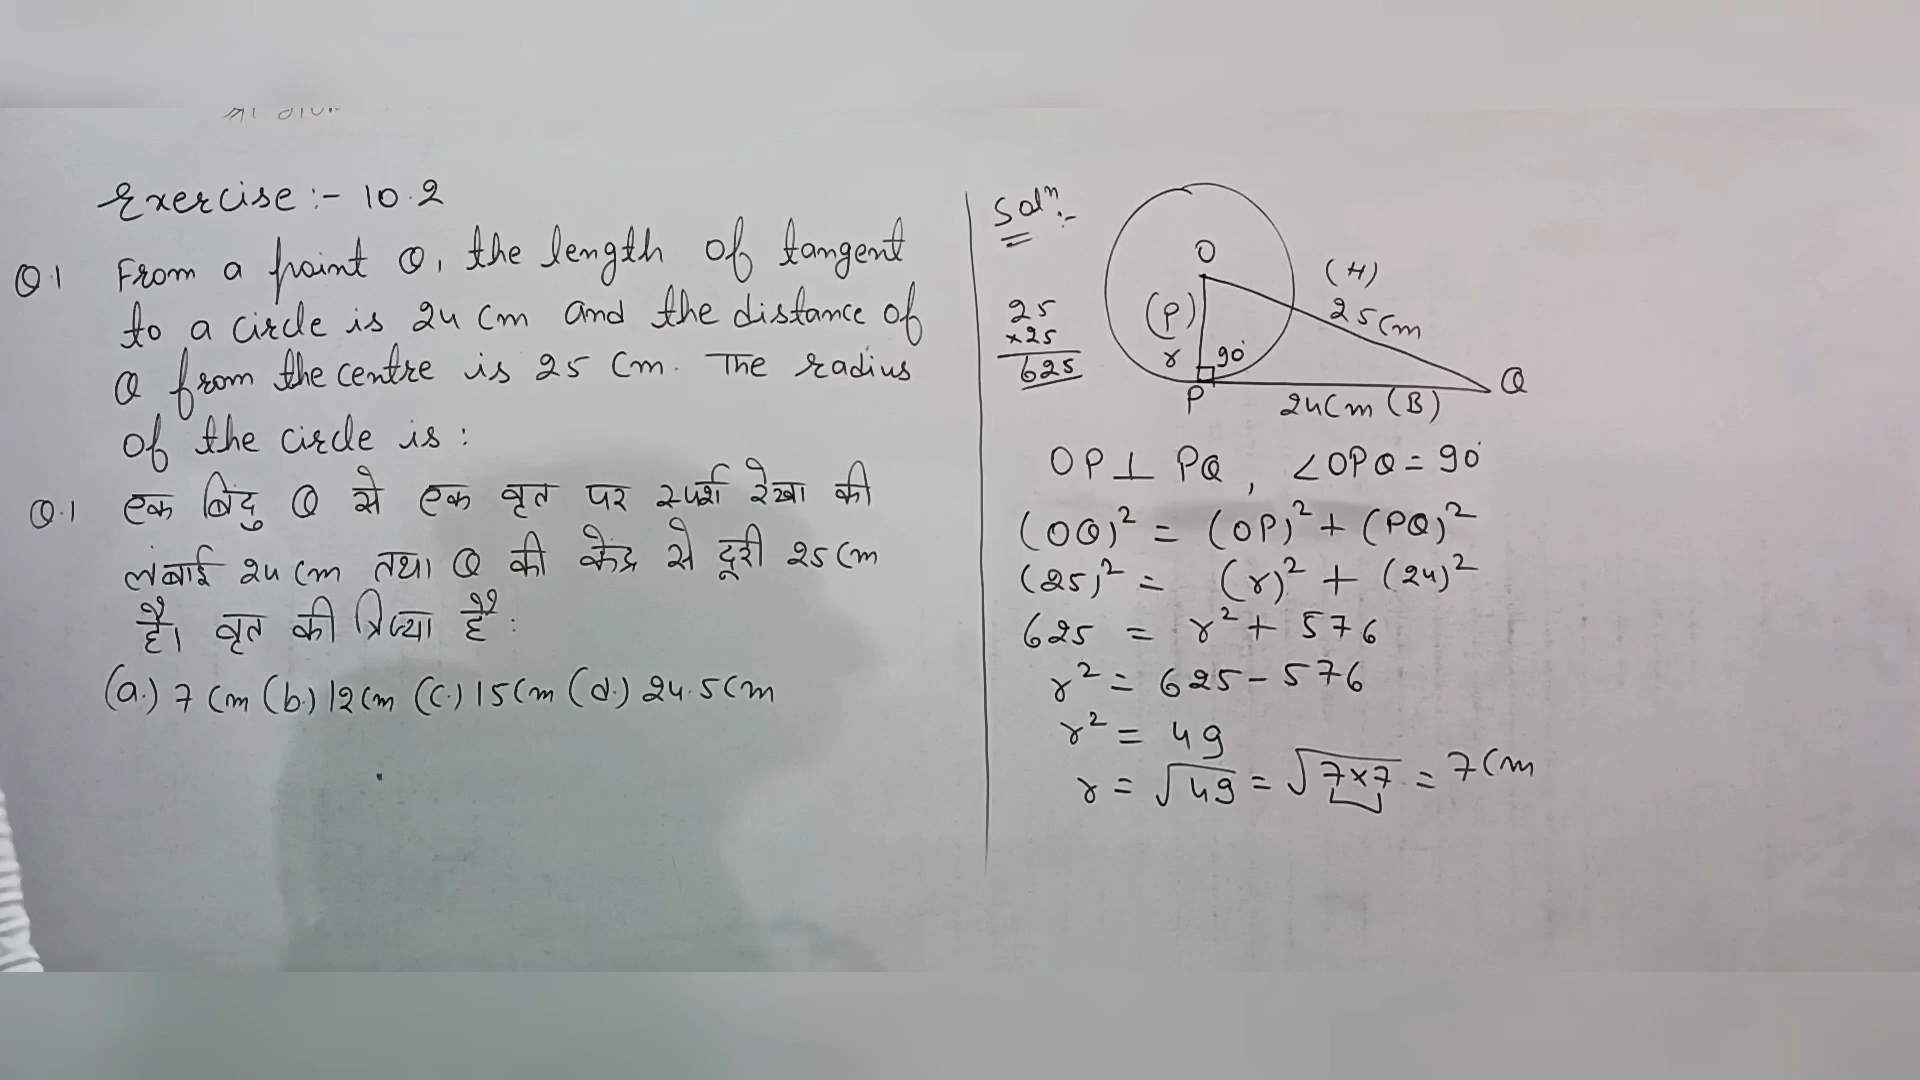 Exercise :- 10.2
Q.1 From a point Q, the length of tangent
to a circle is 24 cm and the distance of
Q from the centre is 25 cm. The radius
of the circle is :
Q.1 एक बिंदु Q से एक वृत पर स्पर्श रेखा की
लंबाई 24 cm तथा Q की केंद्र से दूरी 25 cm
है। वृत की त्रिज्या है :
(a.) 7 cm (b.) 12 cm (c.) 15 cm (d.) 24.5 cm
Solⁿ :-
O
(H)
25 cm
(P)
r
90°
P
24 cm (B)
Q
25
×25
625
OP ⊥ PQ , ∠OPQ = 90°
(OQ)² = (OP)² + (PQ)²
(25)² = (r)² + (24)²
625 = r² + 576
r² = 625 - 576
r² = 49
r = √49 = √7×7 = 7 cm